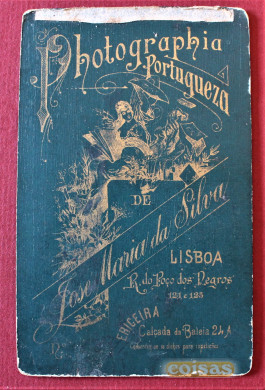 Photographia
Portugueza
DE
José Maria da Silva
LISBOA
R. do Poço dos Negros
121 e 123
ERICEIRA
Calçada da Baleia 2A
coisas